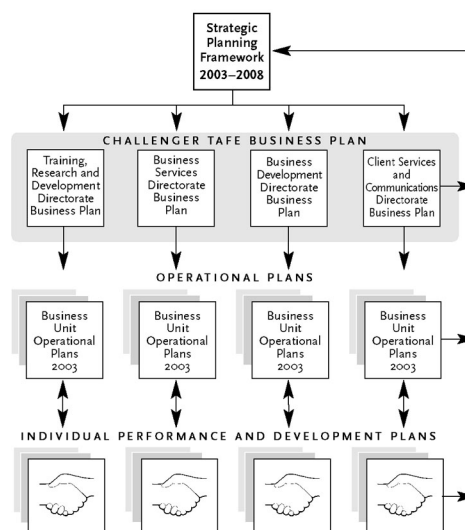 Strategic
Planning
Framework
2003–2008
CHALLENGER TAFE BUSINESS PLAN
Training,
Research and
Development
Directorate
Business Plan
Business
Services
Directorate
Business
Plan
Business
Development
Directorate
Business
Plan
Client Services
and
Communications
Directorate
Business Plan
OPERATIONAL PLANS
Business
Unit
Operational
Plans
2003
Business
Unit
Operational
Plans
2003
Business
Unit
Operational
Plans
2003
Business
Unit
Operational
Plans
2003
INDIVIDUAL PERFORMANCE AND DEVELOPMENT PLANS